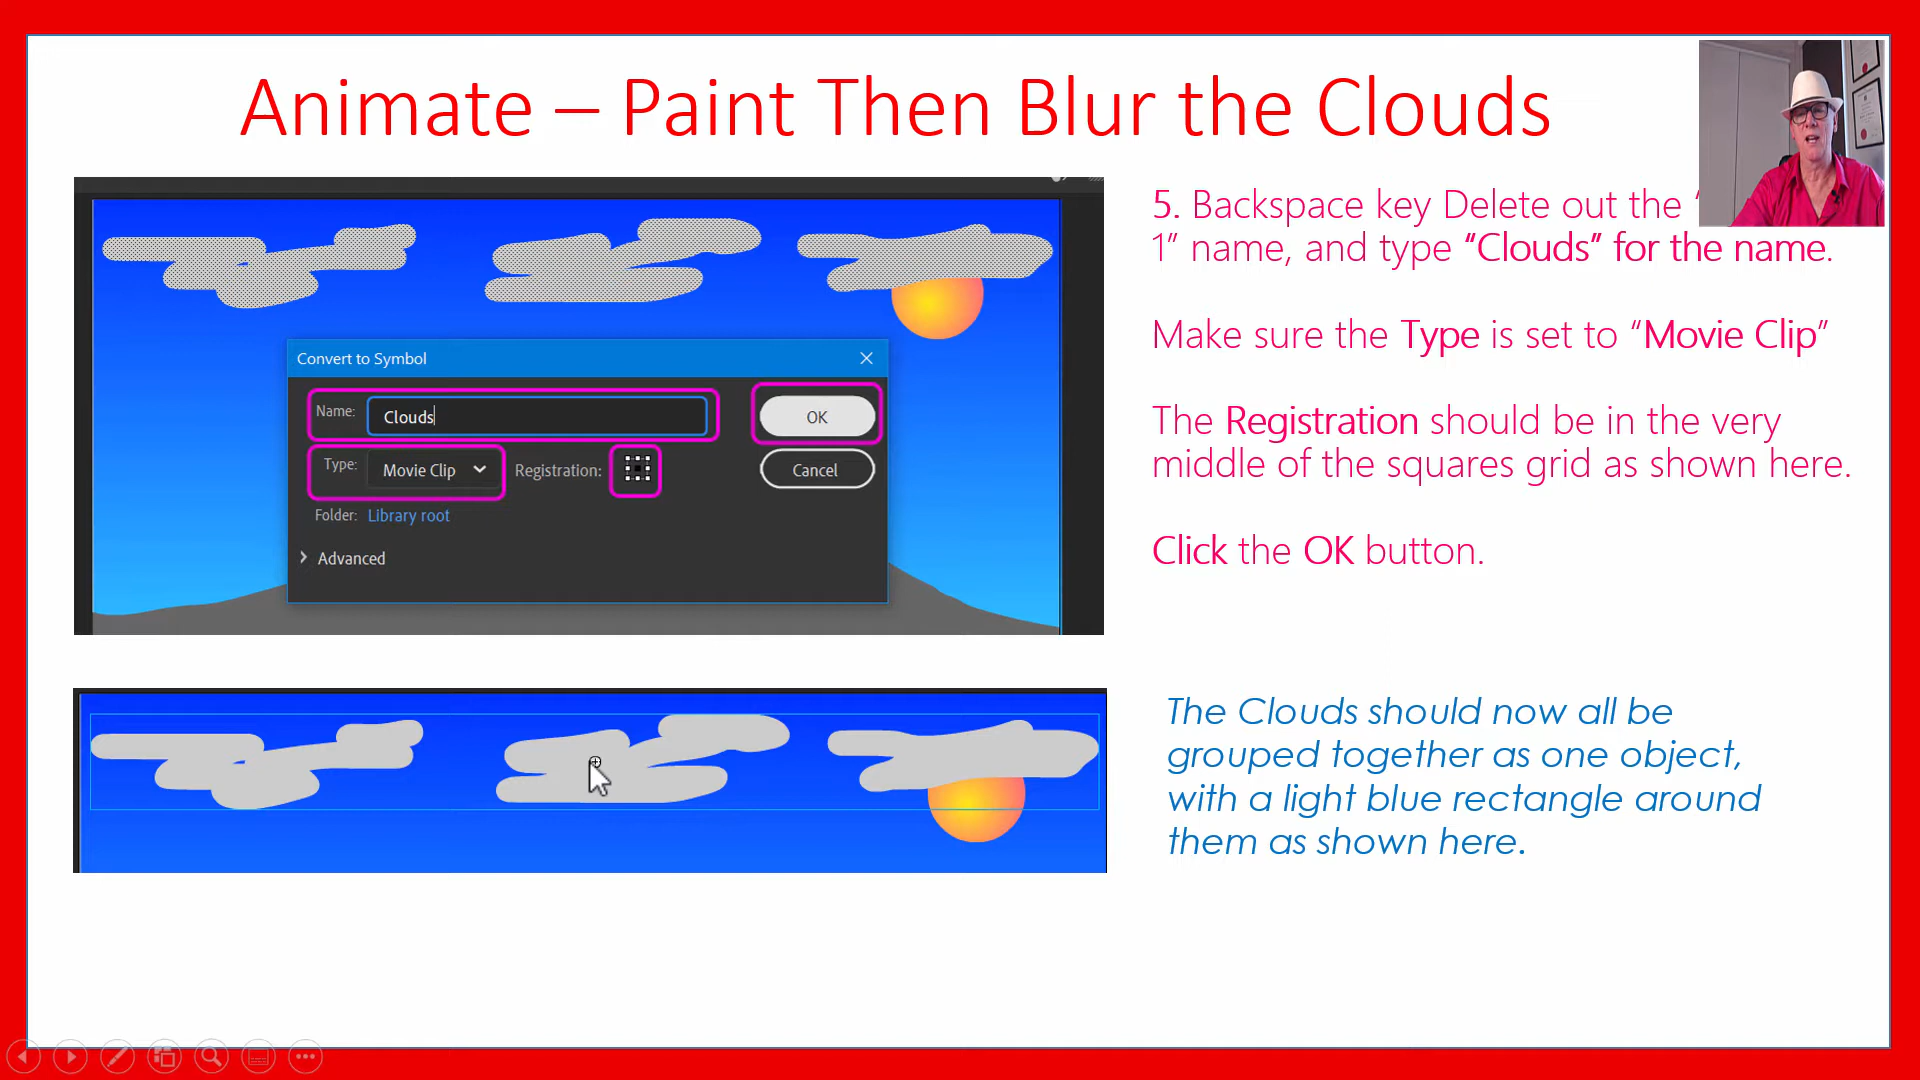 Animate – Paint Then Blur the Clouds
5. Backspace key Delete out the “
1” name, and type “Clouds” for the name.
Make sure the Type is set to “Movie Clip”
The Registration should be in the very
middle of the squares grid as shown here.
Click the OK button.
Convert to Symbol
Name: Clouds OK
Type: Movie Clip Registration: Cancel
Folder: Library root
Advanced
The Clouds should now all be
grouped together as one object,
with a light blue rectangle around
them as shown here.